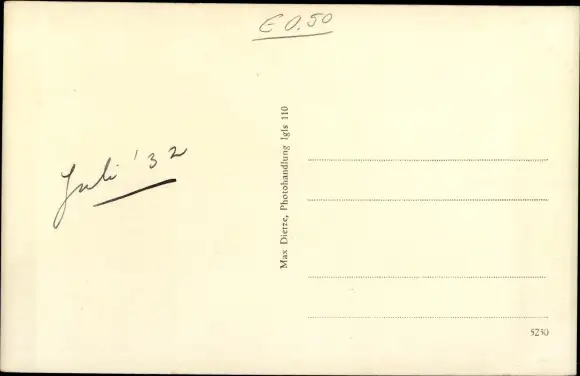 € 0.50
Juli '32
Max Dietze, Photohandlung Igls 110
5230